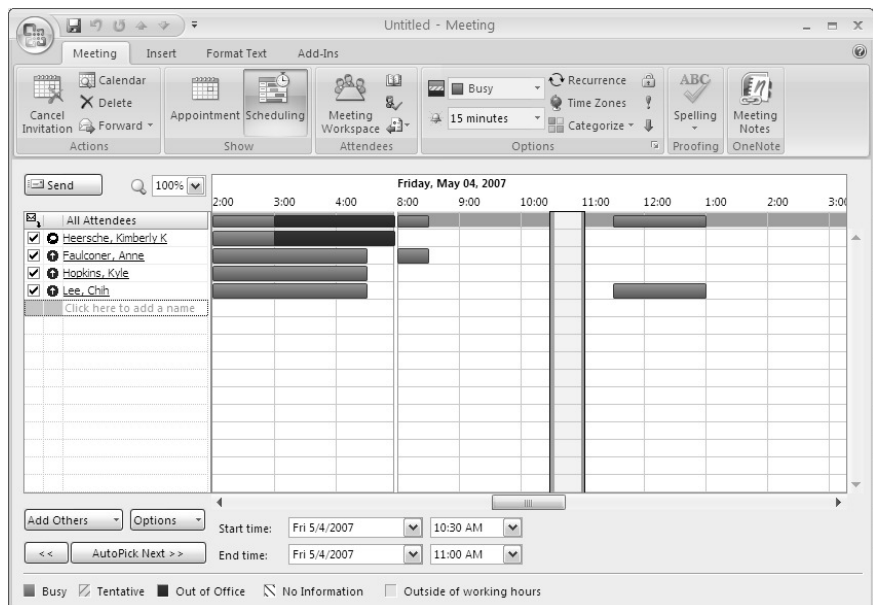 Untitled - Meeting
Meeting Insert Format Text Add-Ins
Cancel Invitation
Calendar
Delete
Forward
Actions
Appointment
Scheduling
Show
Meeting Workspace
Attendees
Busy
15 minutes
Recurrence
Time Zones
Categorize
Options
ABC
Spelling
Proofing
Meeting Notes
OneNote
Send
100%
Friday, May 04, 2007
2:00 3:00 4:00 8:00 9:00 10:00 11:00 12:00 1:00 2:00 3:00
All Attendees
Heersche, Kimberly K
Faulconer, Anne
Hopkins, Kyle
Lee, Chih
Click here to add a name
Add Others Options
<< AutoPick Next >>
Start time: Fri 5/4/2007 10:30 AM
End time: Fri 5/4/2007 11:00 AM
Busy Tentative Out of Office No Information Outside of working hours